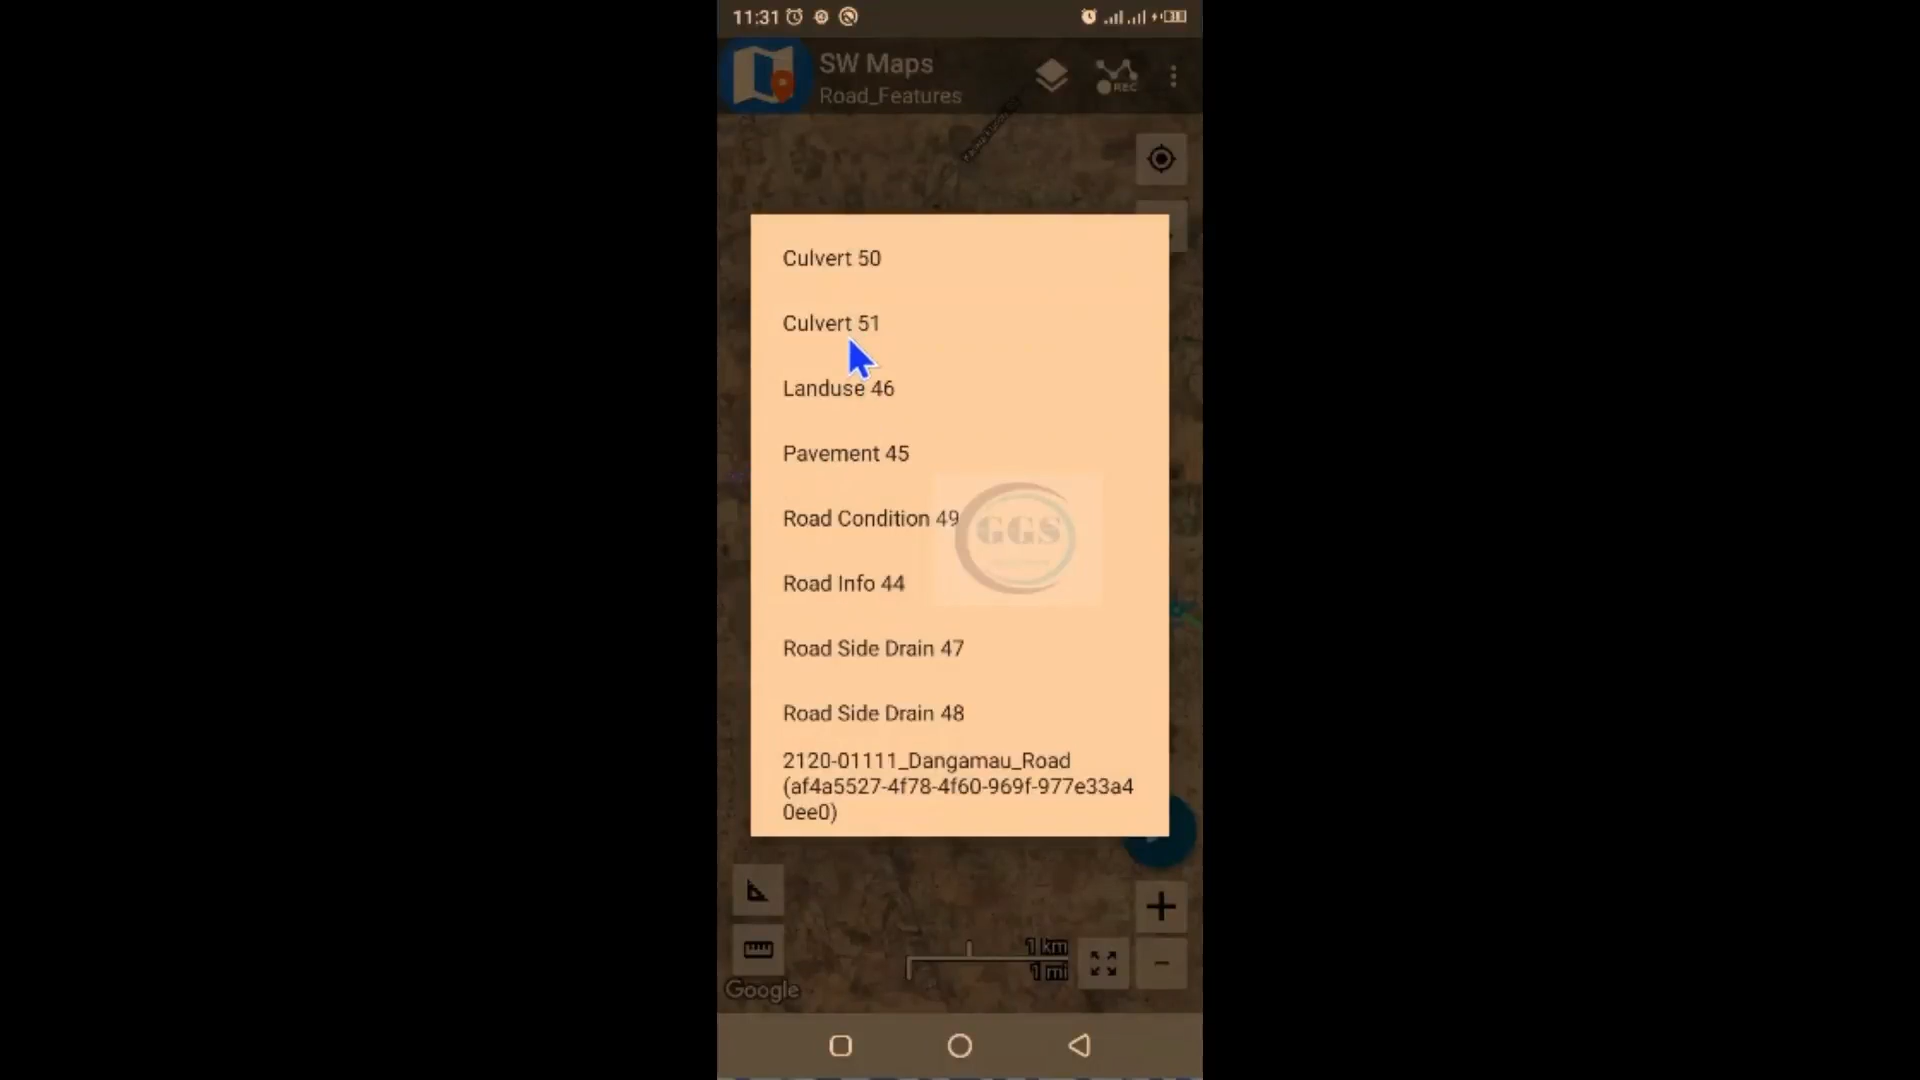 11:31
SW Maps
Road_Features
REC
Culvert 50
Culvert 51
Landuse 46
Pavement 45
Road Condition 49
GGS
Road Info 44
Road Side Drain 47
Road Side Drain 48
2120-01111_Dangamau_Road
(af4a5527-4f78-4f60-969f-977e33a4
0ee0)
1 km
1 mi
Google